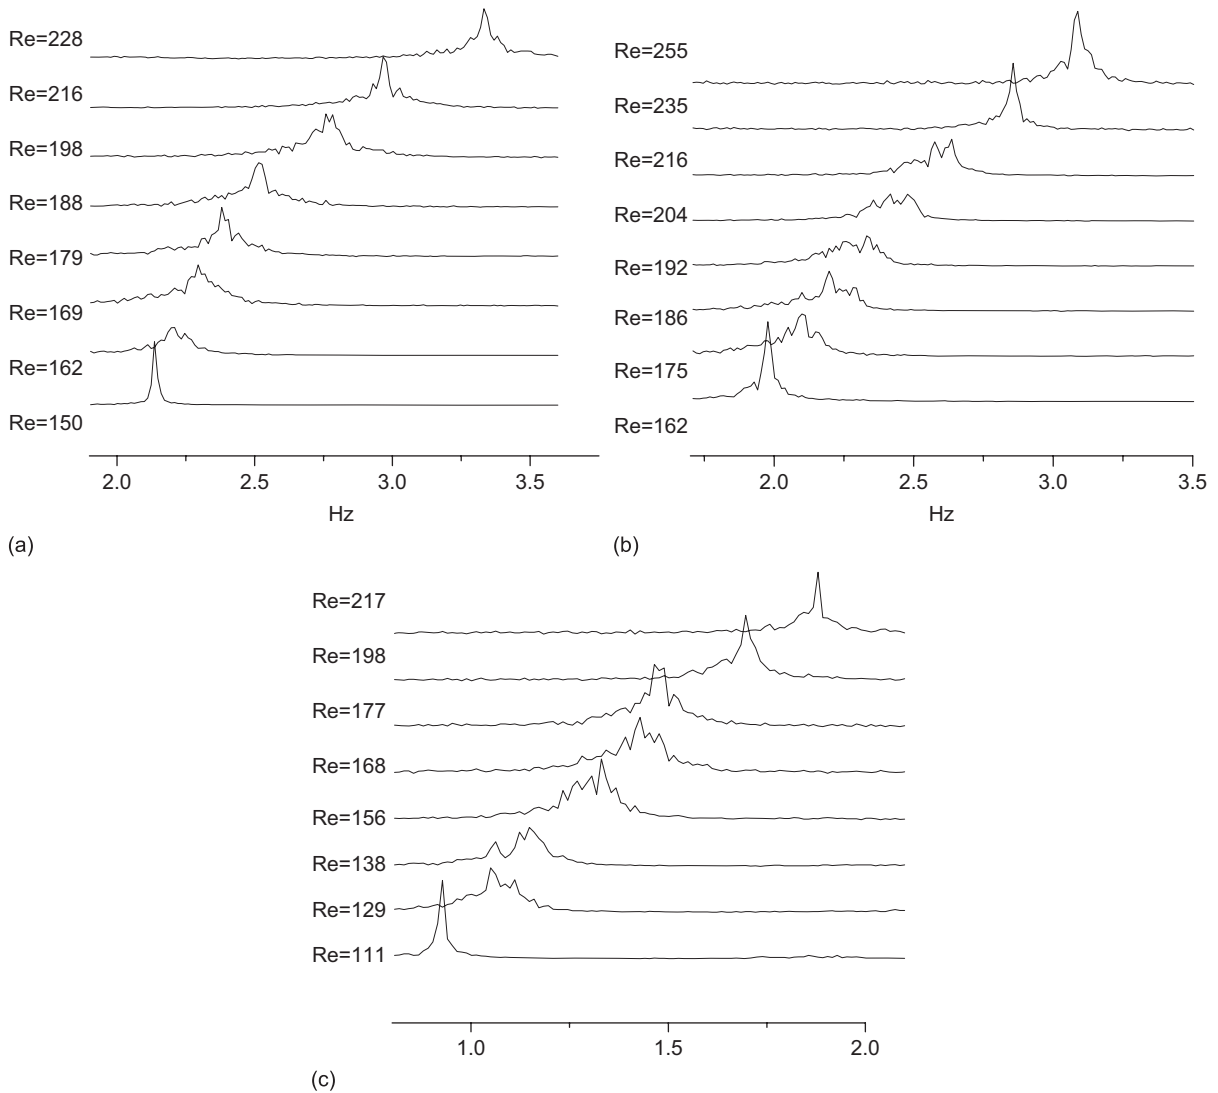 Re=228
Re=216
Re=198
Re=188
Re=179
Re=169
Re=162
Re=150
2.0 2.5 3.0 3.5
Hz
(a)
Re=255
Re=235
Re=216
Re=204
Re=192
Re=186
Re=175
Re=162
2.0 2.5 3.0 3.5
Hz
(b)
Re=217
Re=198
Re=177
Re=168
Re=156
Re=138
Re=129
Re=111
1.0 1.5 2.0
(c)